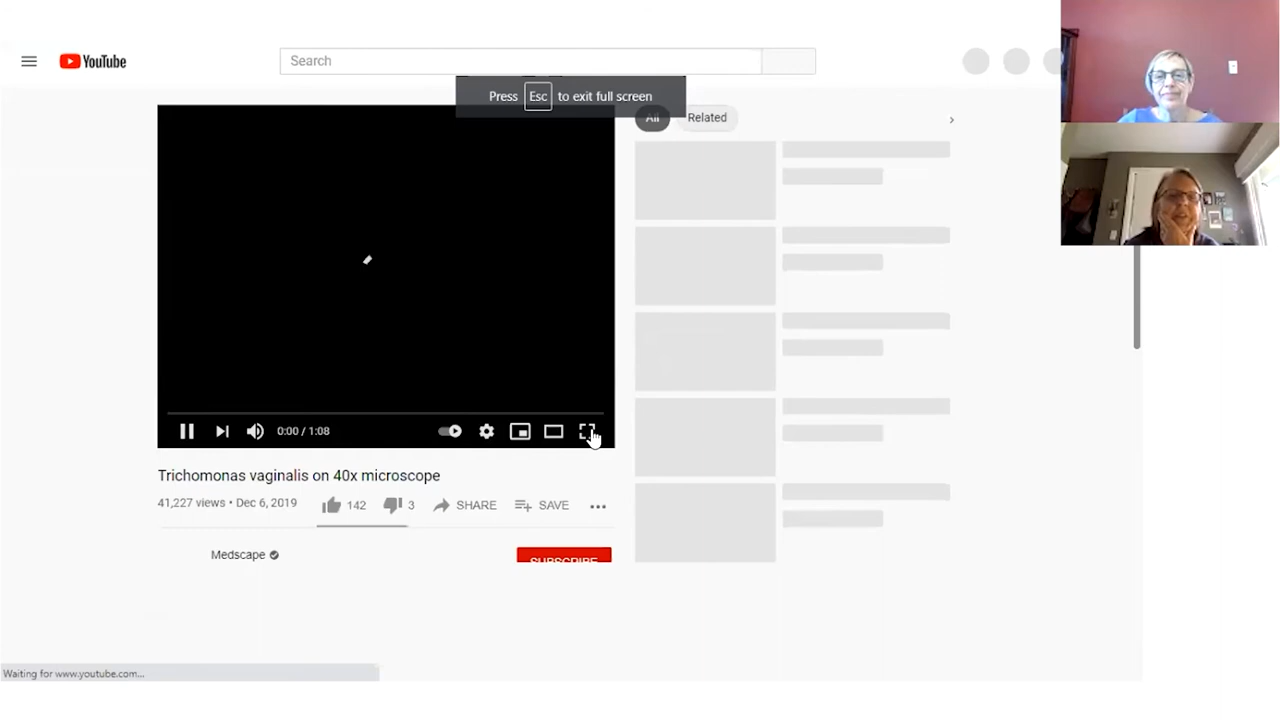 YouTube
Search
Press Esc to exit full screen
All
Related
0:00 / 1:08
Trichomonas vaginalis on 40x microscope
41,227 views • Dec 6, 2019
142
3
SHARE
SAVE
Medscape
SUBSCRIBE
Waiting for www.youtube.com...